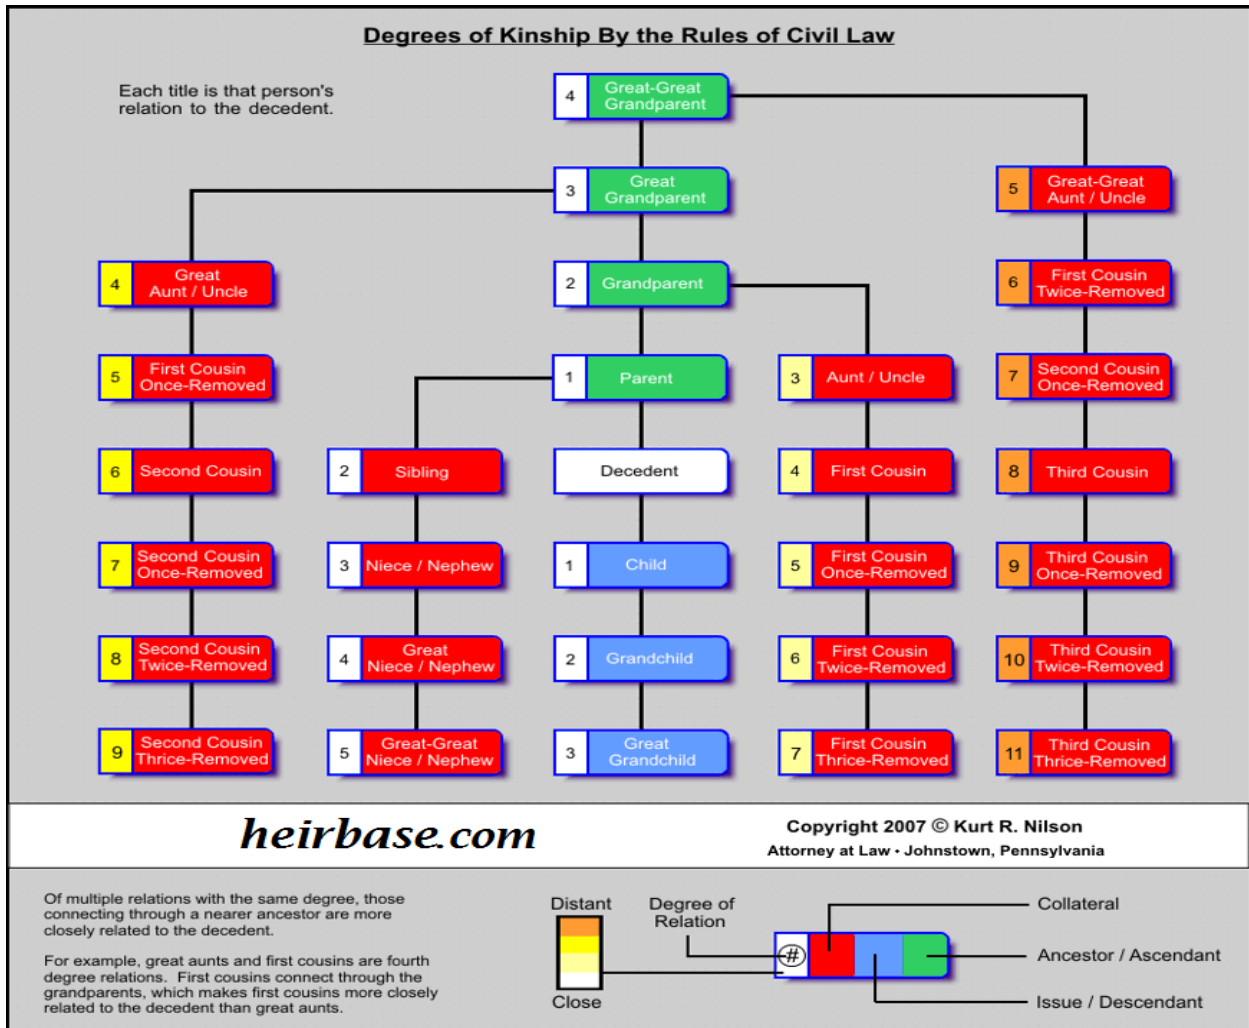 Degrees of Kinship By the Rules of Civil Law
Each title is that person's
relation to the decedent.
4 Great-Great
Grandparent
3 Great
Grandparent
5 Great-Great
Aunt / Uncle
4 Great
Aunt / Uncle
2 Grandparent
6 First Cousin
Twice-Removed
5 First Cousin
Once-Removed
1 Parent
3 Aunt / Uncle
7 Second Cousin
Once-Removed
6 Second Cousin
2 Sibling
Decedent
4 First Cousin
8 Third Cousin
7 Second Cousin
Once-Removed
3 Niece / Nephew
1 Child
5 First Cousin
Once-Removed
9 Third Cousin
Once-Removed
8 Second Cousin
Twice-Removed
4 Great
Niece / Nephew
2 Grandchild
6 First Cousin
Twice-Removed
10 Third Cousin
Twice-Removed
9 Second Cousin
Thrice-Removed
5 Great-Great
Niece / Nephew
3 Great
Grandchild
7 First Cousin
Thrice-Removed
11 Third Cousin
Thrice-Removed
heirbase.com
Copyright 2007 © Kurt R. Nilson
Attorney at Law • Johnstown, Pennsylvania
Of multiple relations with the same degree, those
connecting through a nearer ancestor are more
closely related to the decedent.
For example, great aunts and first cousins are fourth
degree relations. First cousins connect through the
grandparents, which makes first cousins more closely
related to the decedent than great aunts.
Distant
Close
Degree of
Relation
#
Collateral
Ancestor / Ascendant
Issue / Descendant